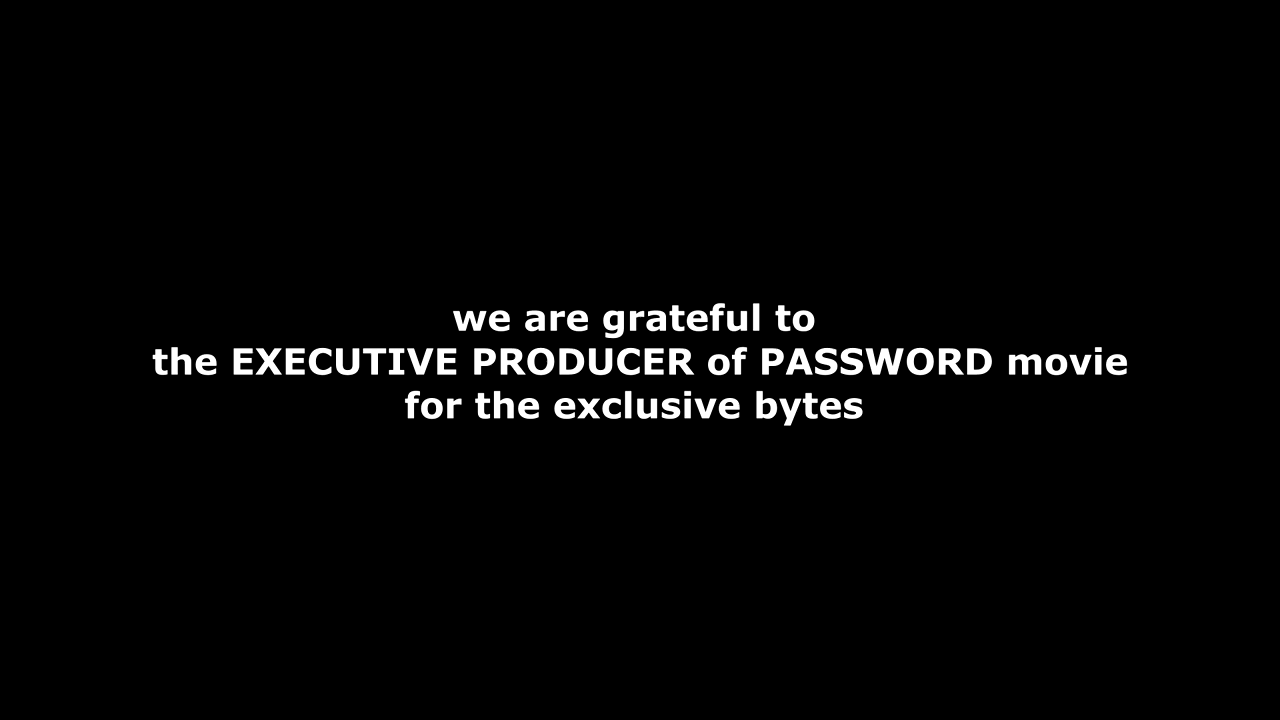 we are grateful to
the EXECUTIVE PRODUCER of PASSWORD movie
for the exclusive bytes